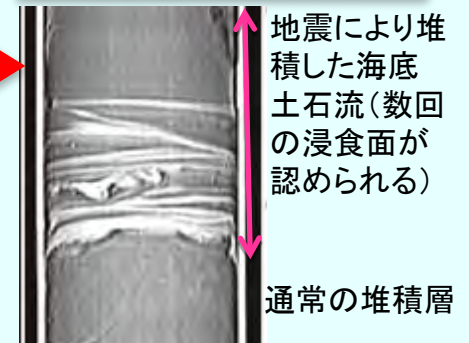 地震により堆
積した海底
土石流（数回
の浸食面が
認められる）
通常の堆積層